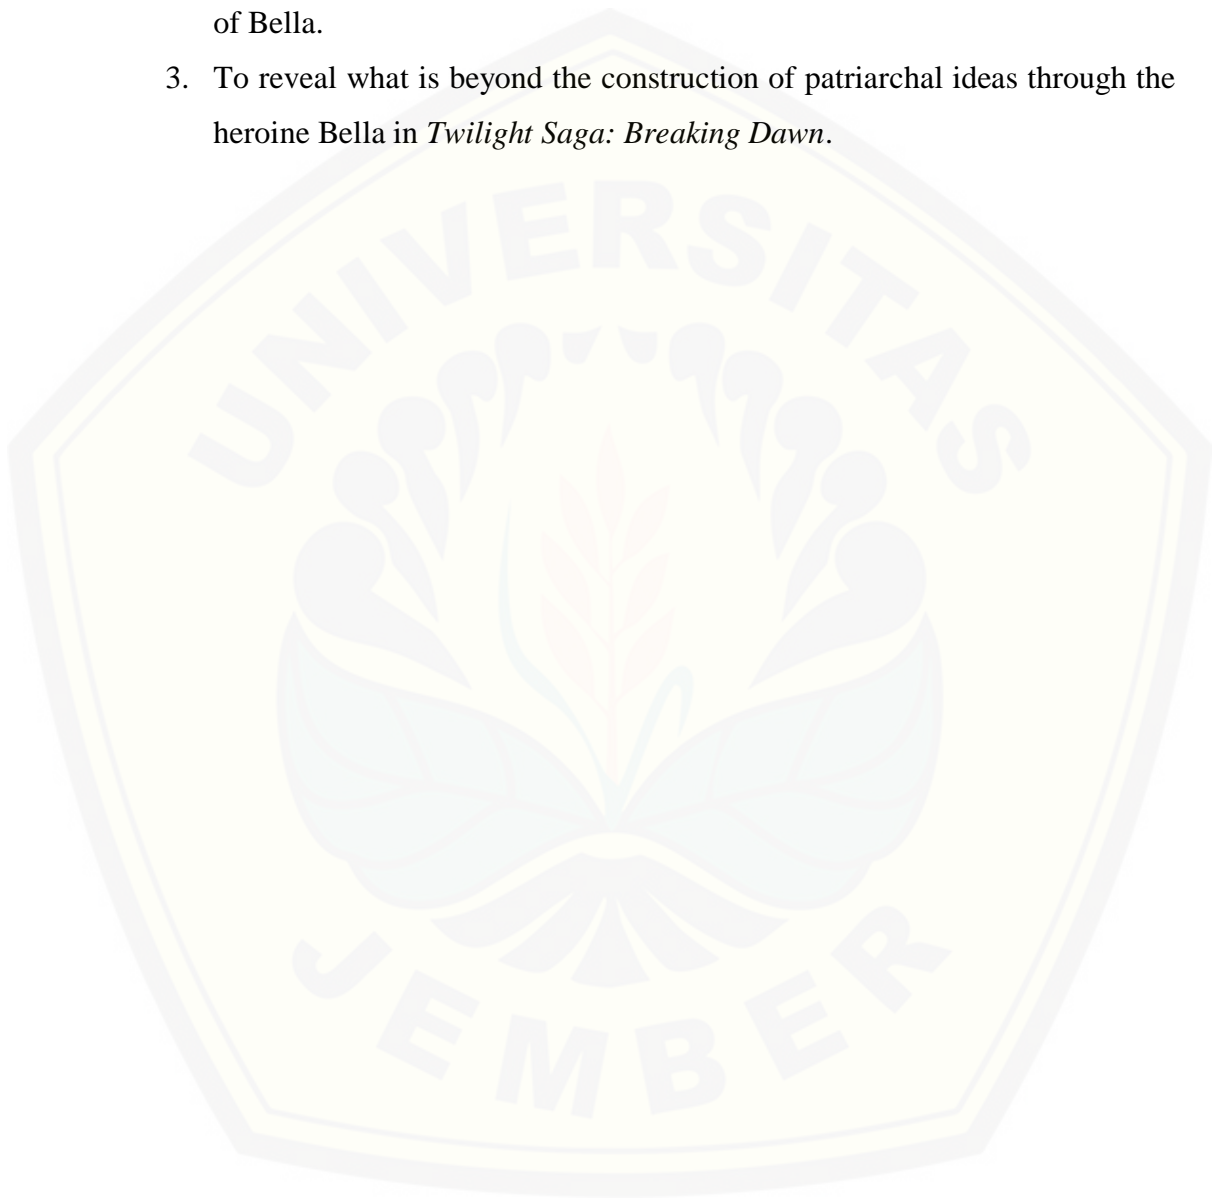 of Bella.
3. To reveal what is beyond the construction of patriarchal ideas through the
heroine Bella in Twilight Saga: Breaking Dawn.
UNIVERSITAS
JEMBER